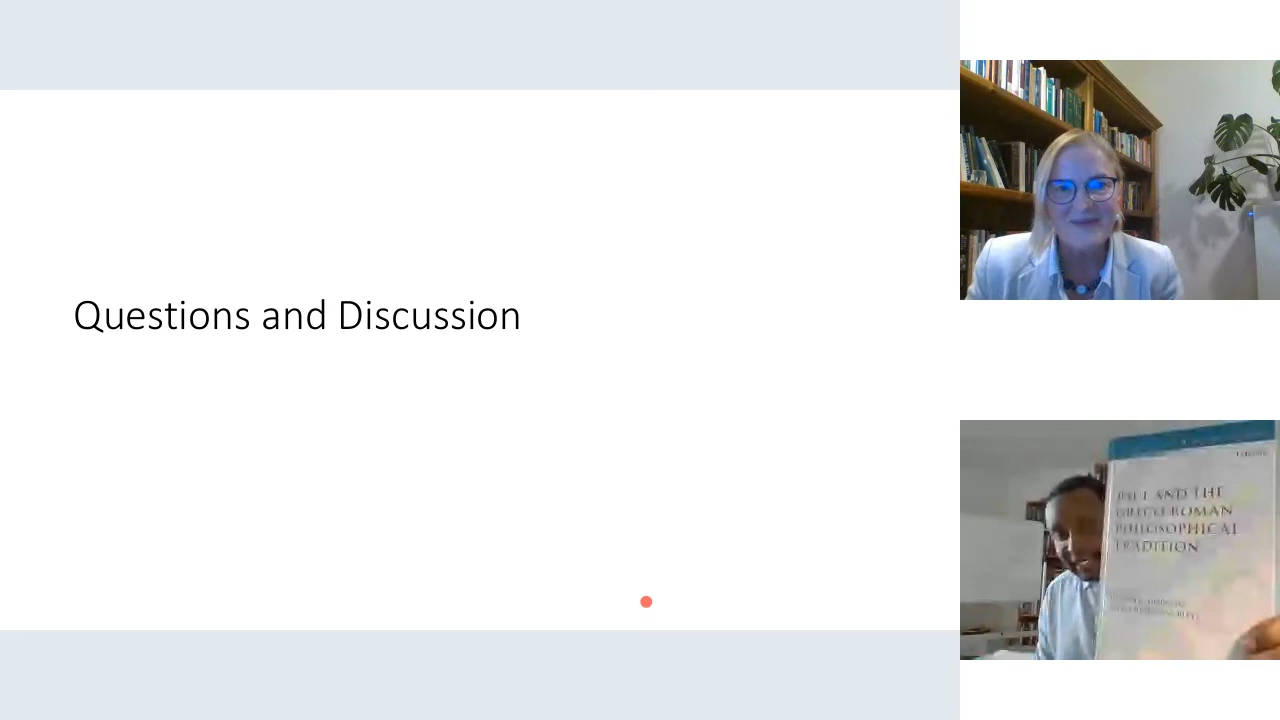 Questions and Discussion
PAUL AND THE
GRECO-ROMAN
PHILOSOPHICAL
TRADITION